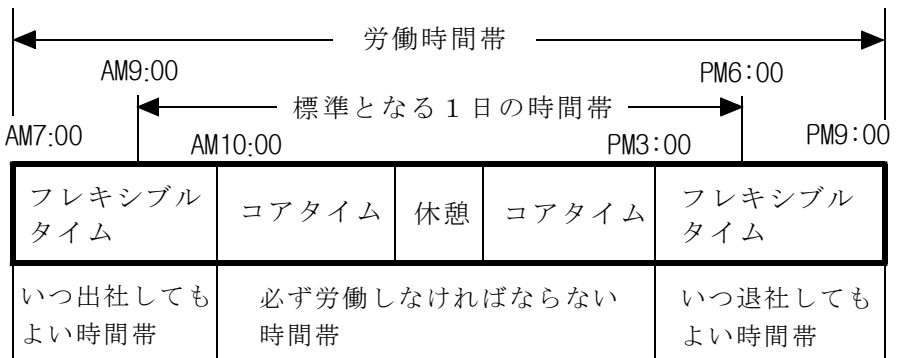 労働時間帯
AM9:00
PM6:00
標準となる1日の時間帯
AM7:00
AM10:00
PM3:00
PM9:00
フレキシブル
タイム
コアタイム
休憩
コアタイム
フレキシブル
タイム
いつ出社しても
よい時間帯
必ず労働しなければならない
時間帯
いつ退社しても
よい時間帯